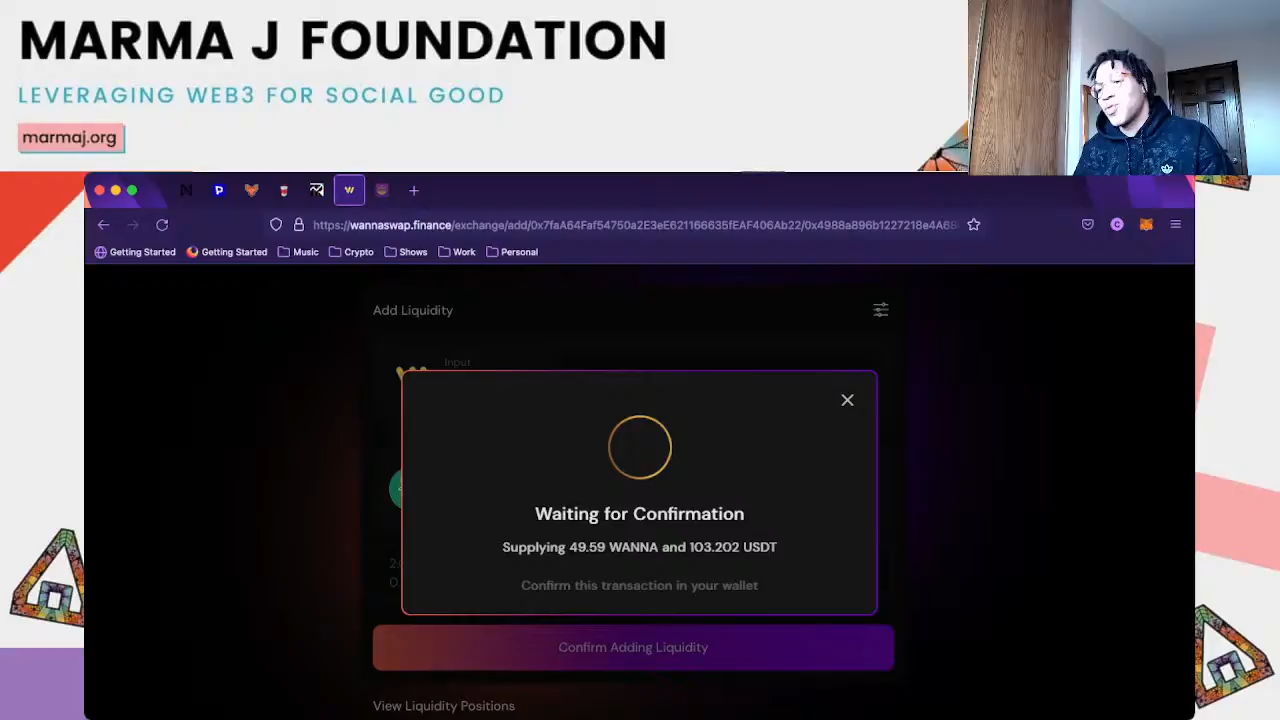 MARMA J FOUNDATION
LEVERAGING WEB3 FOR SOCIAL GOOD
marmaj.org
https://wannaswap.finance/exchange/add/0x7faA64Faf54750a2E3eE621166635fEAF406Ab22/0x4988a896b1227218e4A68
Getting Started
Getting Started
Music
Crypto
Shows
Work
Personal
Add Liquidity
Input
Waiting for Confirmation
Supplying 49.59 WANNA and 103.202 USDT
Confirm this transaction in your wallet
Confirm Adding Liquidity
View Liquidity Positions